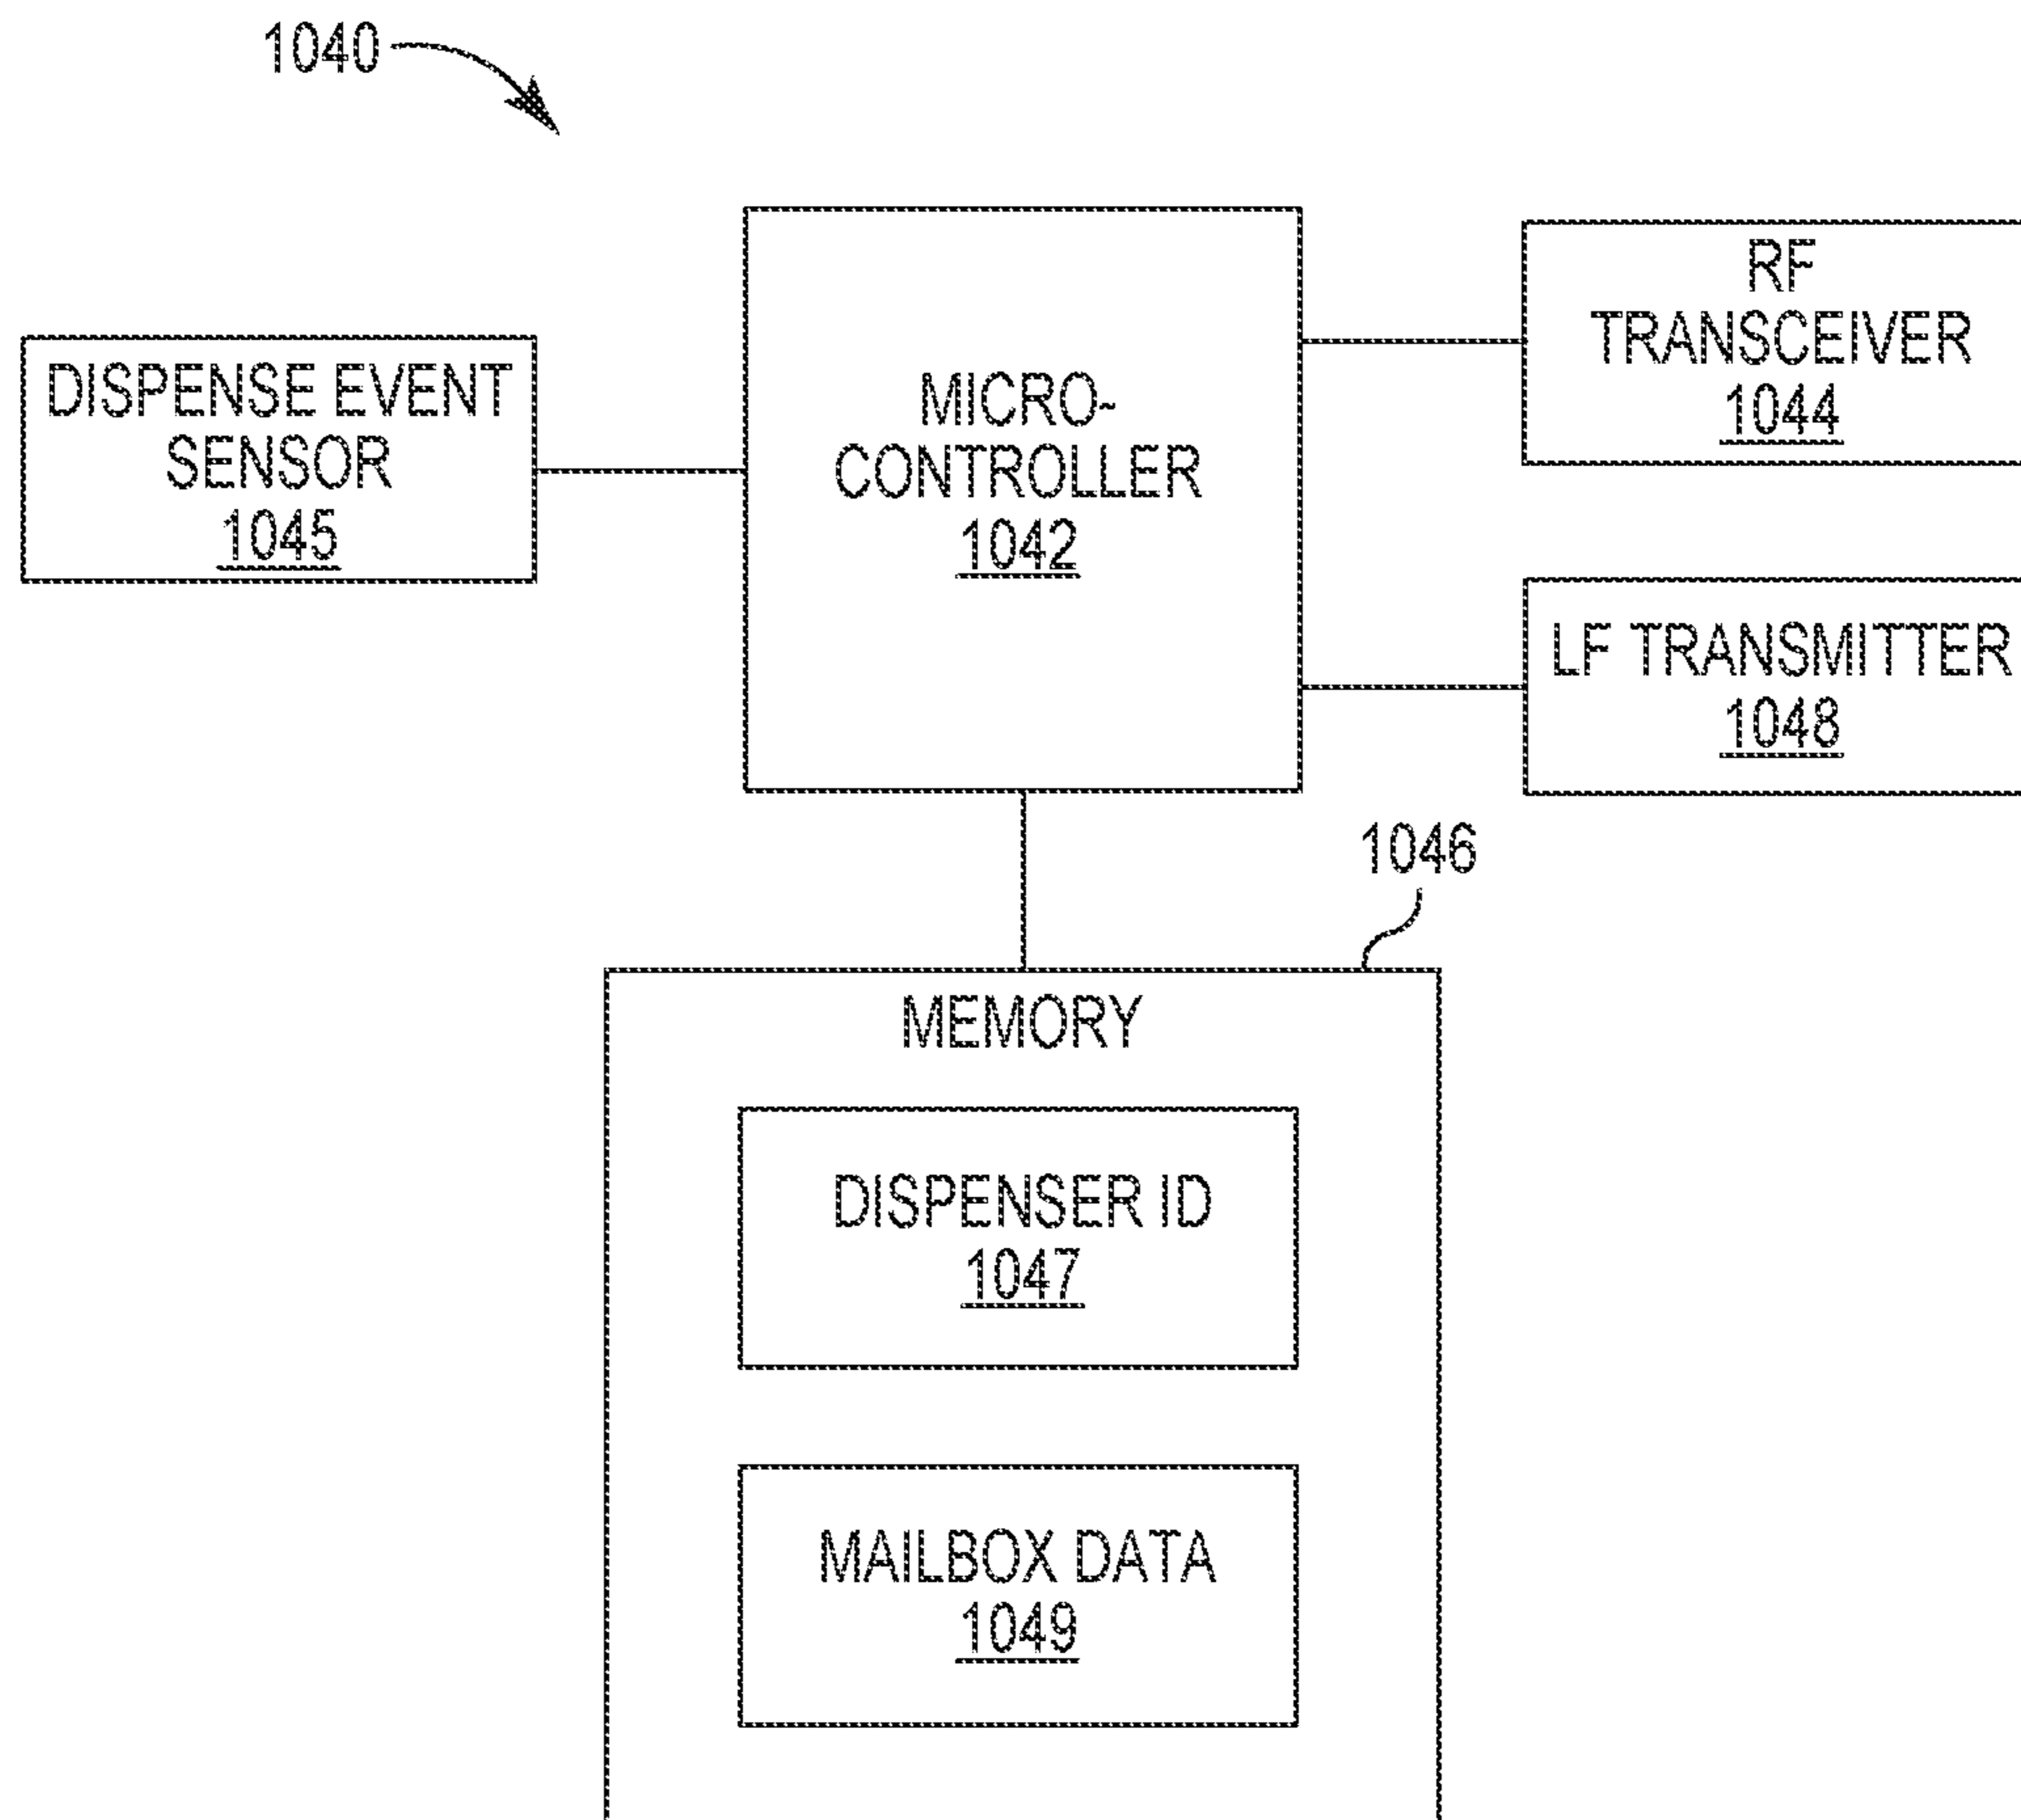 1040
DISPENSE EVENT
SENSOR
1045
MICRO-
CONTROLLER
1042
RF
TRANSCEIVER
1044
LF TRANSMITTER
1048
1046
MEMORY
DISPENSER ID
1047
MAILBOX DATA
1049